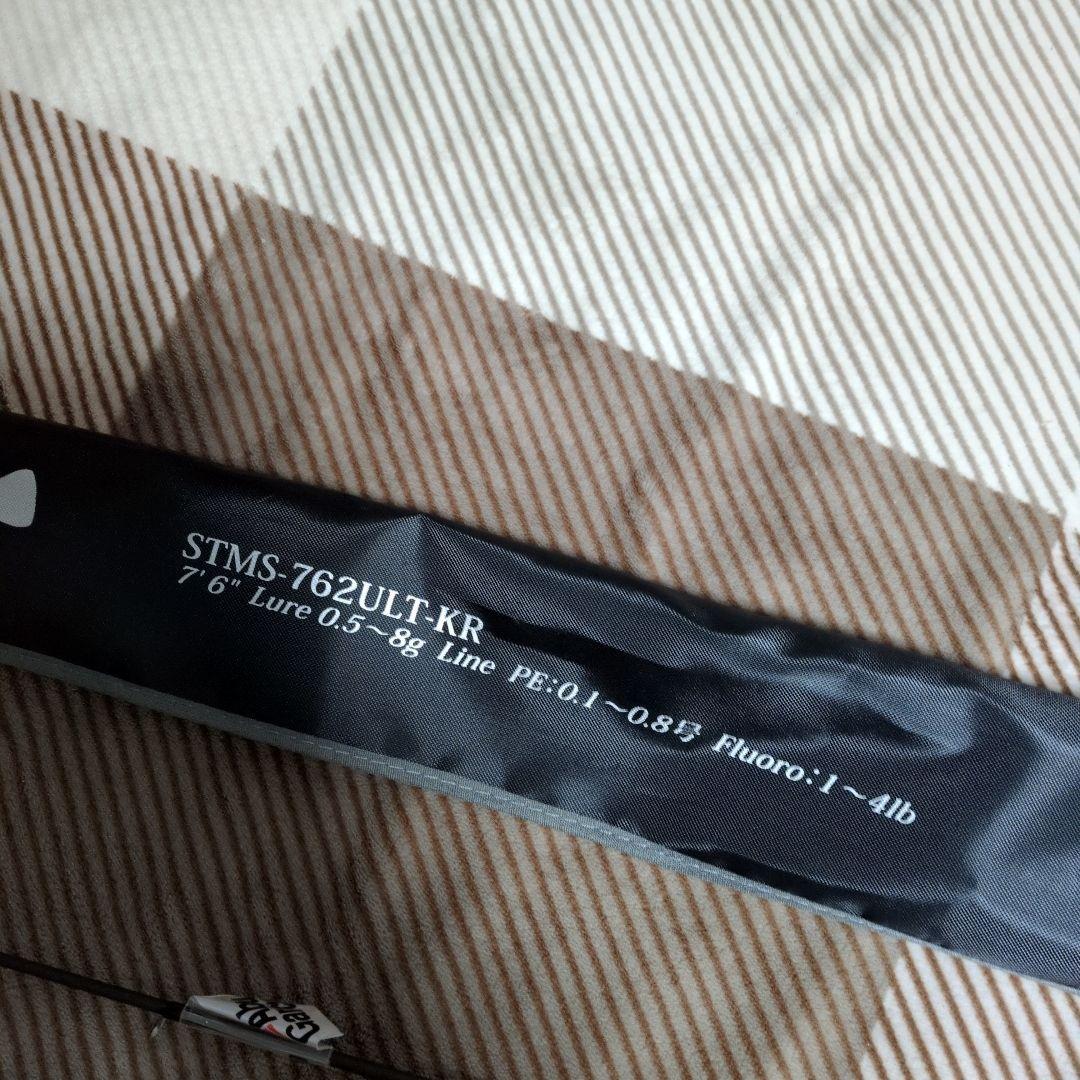 STMS-762ULT-KR
7'6" Lure 0.5～8g Line PE:0.1～0.8号 Fluoro:1～4lb